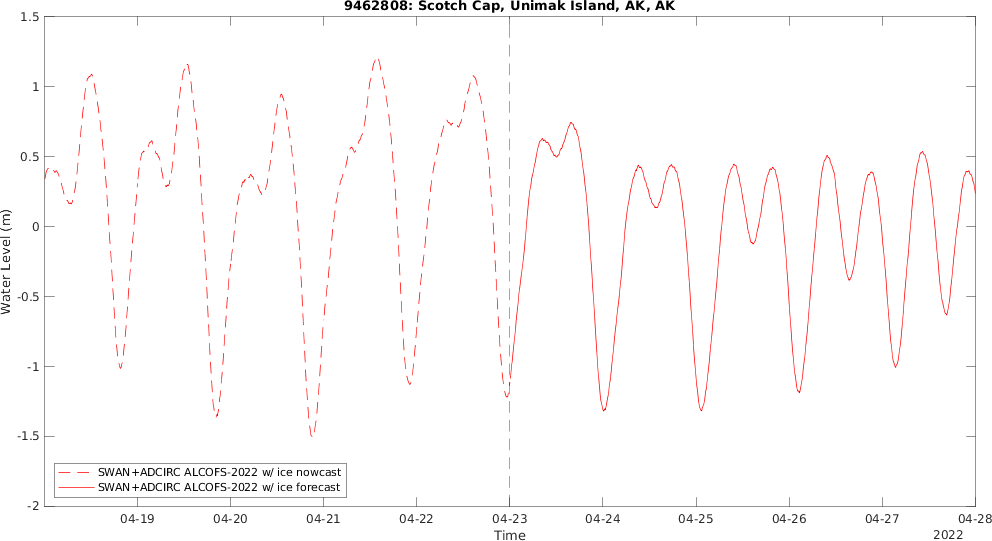 9462808: Scotch Cap, Unimak Island, AK, AK
1.5
1
0.5
0
-0.5
-1
-1.5
-2
Water Level (m)
SWAN+ADCIRC ALCOFS-2022 w/ ice nowcast
SWAN+ADCIRC ALCOFS-2022 w/ ice forecast
04-19 04-20 04-21 04-22 04-23 04-24 04-25 04-26 04-27 04-28
Time
2022